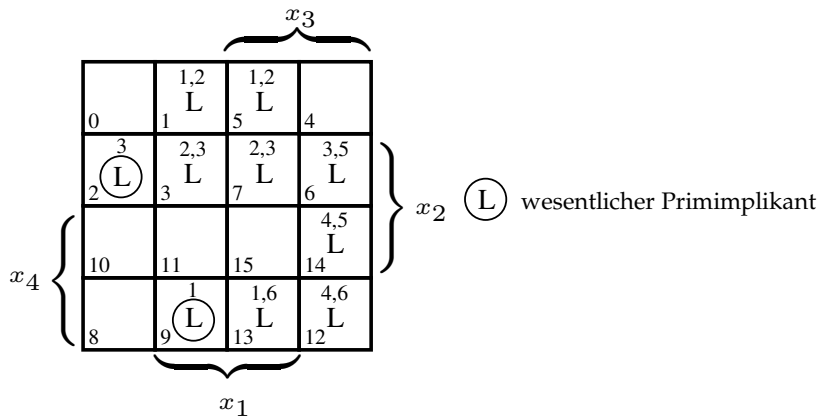 x3
1,2 1,2
L L
0 1 5 4
3 2,3 2,3 3,5
L L L L
2 3 7 6
x2
L wesentlicher Primimplikant
4,5
L
10 11 15 14
x4
1 1,6 4,6
L L L
8 9 13 12
x1